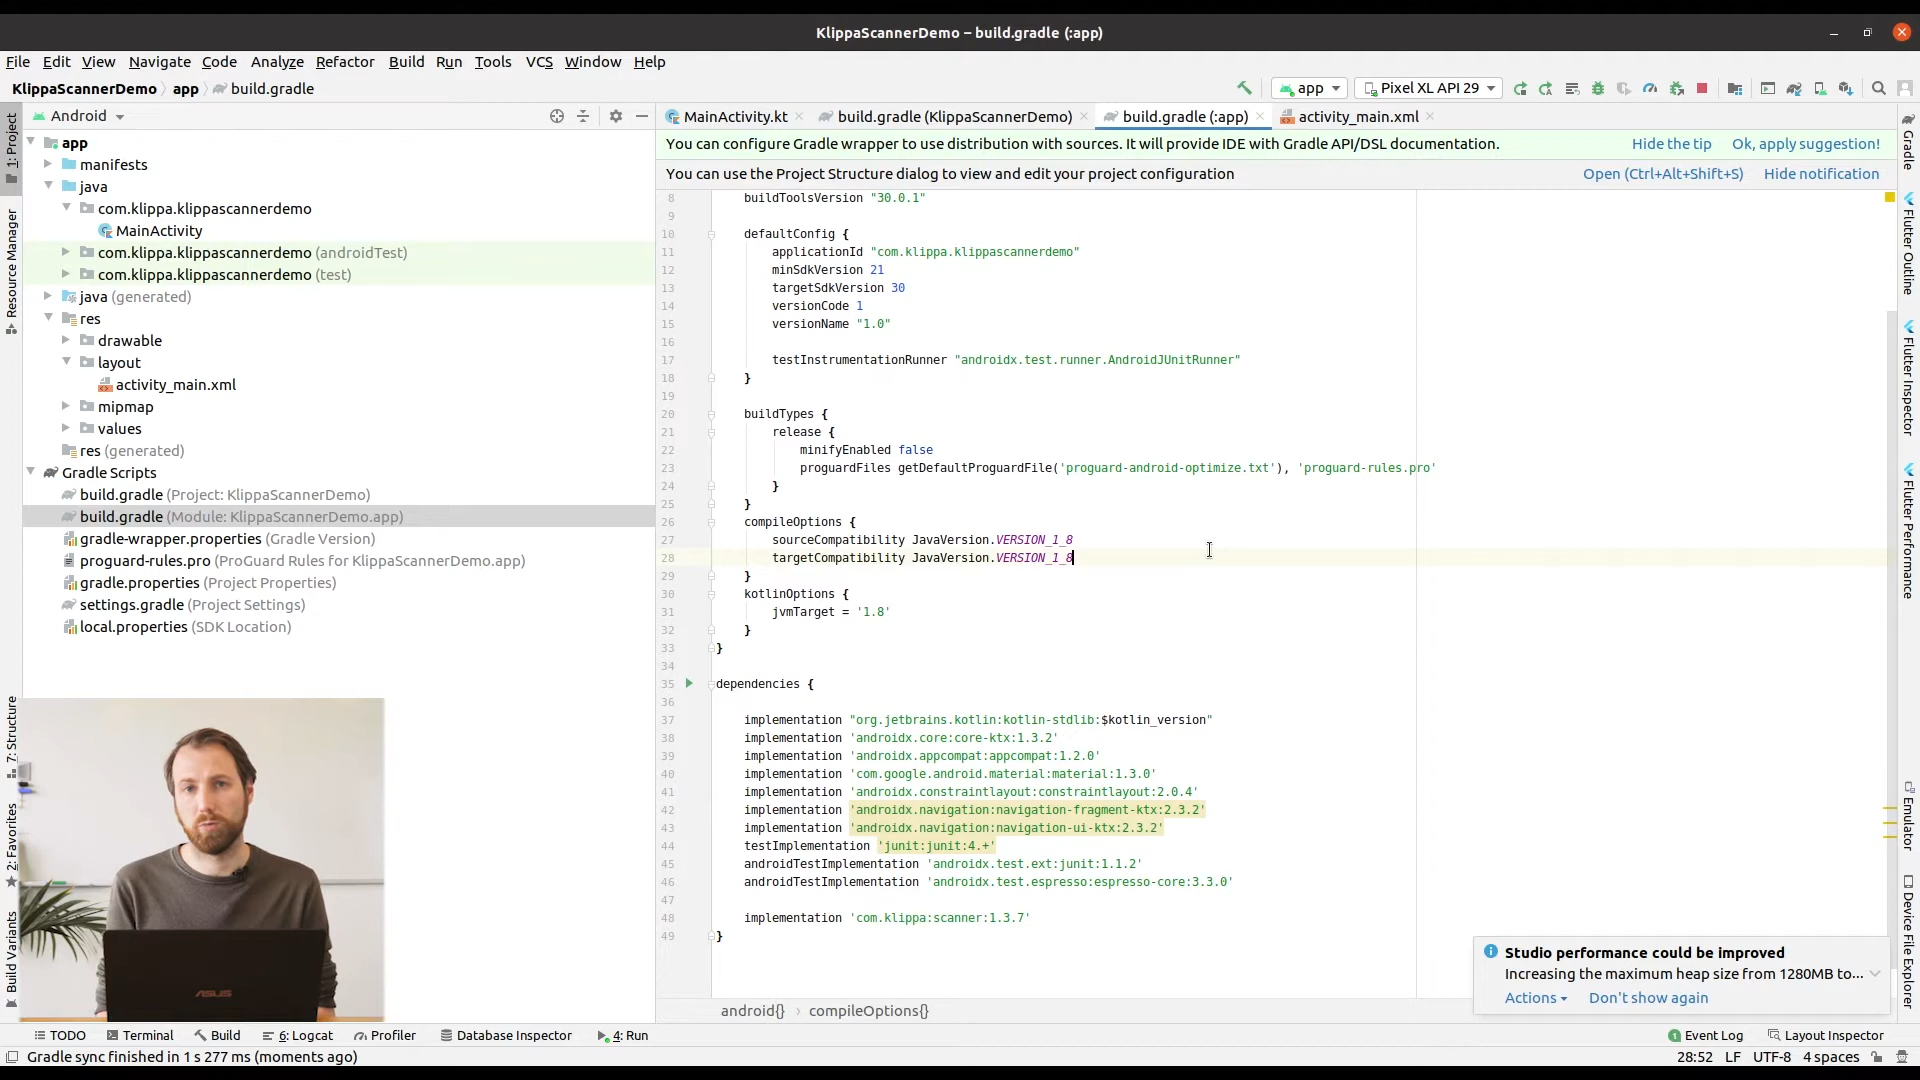 KlippaScannerDemo – build.gradle (:app)
File Edit View Navigate Code Analyze Refactor Build Run Tools VCS Window Help
KlippaScannerDemo app build.gradle
app Pixel XL API 29
Android
MainActivity.kt build.gradle (KlippaScannerDemo) build.gradle (:app) activity_main.xml
You can configure Gradle wrapper to use distribution with sources. It will provide IDE with Gradle API/DSL documentation. Hide the tip Ok, apply suggestion!
You can use the Project Structure dialog to view and edit your project configuration Open (Ctrl+Alt+Shift+S) Hide notification
1: Project
Resource Manager
7: Structure
2: Favorites
Build Variants
app
manifests
java
com.klippa.klippascannerdemo
MainActivity
com.klippa.klippascannerdemo (androidTest)
com.klippa.klippascannerdemo (test)
java (generated)
res
drawable
layout
activity_main.xml
mipmap
values
res (generated)
Gradle Scripts
build.gradle (Project: KlippaScannerDemo)
build.gradle (Module: KlippaScannerDemo.app)
gradle-wrapper.properties (Gradle Version)
proguard-rules.pro (ProGuard Rules for KlippaScannerDemo.app)
gradle.properties (Project Properties)
settings.gradle (Project Settings)
local.properties (SDK Location)
ASUS
8 buildToolsVersion "30.0.1"
9
10 defaultConfig {
11 applicationId "com.klippa.klippascannerdemo"
12 minSdkVersion 21
13 targetSdkVersion 30
14 versionCode 1
15 versionName "1.0"
16
17 testInstrumentationRunner "androidx.test.runner.AndroidJUnitRunner"
18 }
19
20 buildTypes {
21 release {
22 minifyEnabled false
23 proguardFiles getDefaultProguardFile('proguard-android-optimize.txt'), 'proguard-rules.pro'
24 }
25 }
26 compileOptions {
27 sourceCompatibility JavaVersion.VERSION_1_8
28 targetCompatibility JavaVersion.VERSION_1_8
29 }
30 kotlinOptions {
31 jvmTarget = '1.8'
32 }
33 }
34
35 dependencies {
36
37 implementation "org.jetbrains.kotlin:kotlin-stdlib:$kotlin_version"
38 implementation 'androidx.core:core-ktx:1.3.2'
39 implementation 'androidx.appcompat:appcompat:1.2.0'
40 implementation 'com.google.android.material:material:1.3.0'
41 implementation 'androidx.constraintlayout:constraintlayout:2.0.4'
42 implementation 'androidx.navigation:navigation-fragment-ktx:2.3.2'
43 implementation 'androidx.navigation:navigation-ui-ktx:2.3.2'
44 testImplementation 'junit:junit:4.+'
45 androidTestImplementation 'androidx.test.ext:junit:1.1.2'
46 androidTestImplementation 'androidx.test.espresso:espresso-core:3.3.0'
47
48 implementation 'com.klippa:scanner:1.3.7'
49 }
Gradle
Flutter Outline
Flutter Inspector
Flutter Performance
Emulator
Device File Explorer
Studio performance could be improved
Increasing the maximum heap size from 1280MB to...
Actions Don't show again
android{} › compileOptions{}
TODO Terminal Build 6: Logcat Profiler Database Inspector 4: Run 1 Event Log Layout Inspector
Gradle sync finished in 1 s 277 ms (moments ago) 28:52 LF UTF-8 4 spaces